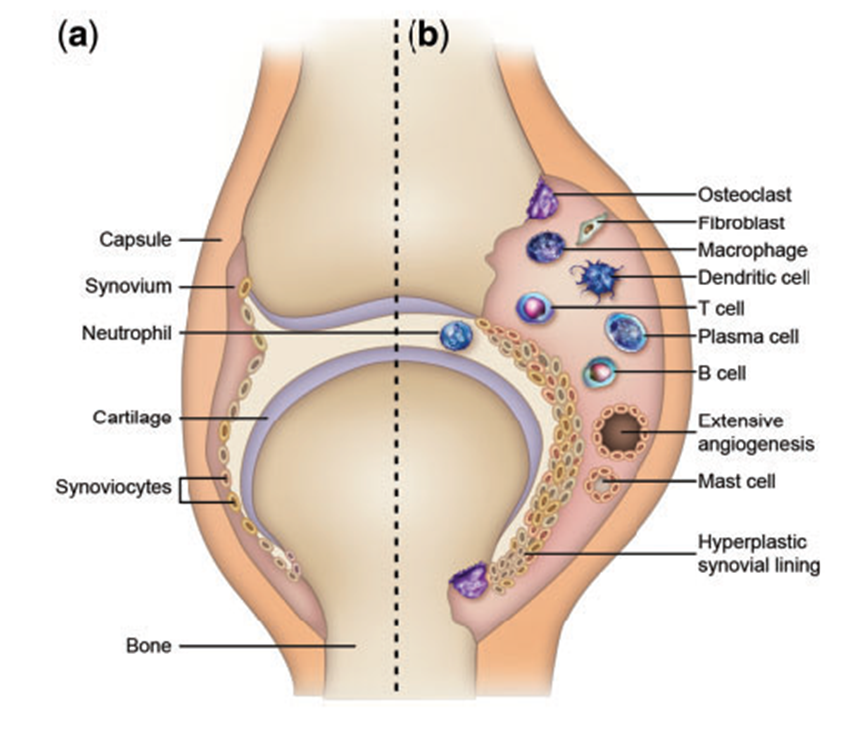 (a)
(b)
Capsule
Synovium
Neutrophil
Cartilage
Synoviocytes
Bone
Osteoclast
Fibroblast
Macrophage
Dendritic cell
T cell
Plasma cell
B cell
Extensive
angiogenesis
Mast cell
Hyperplastic
synovial lining